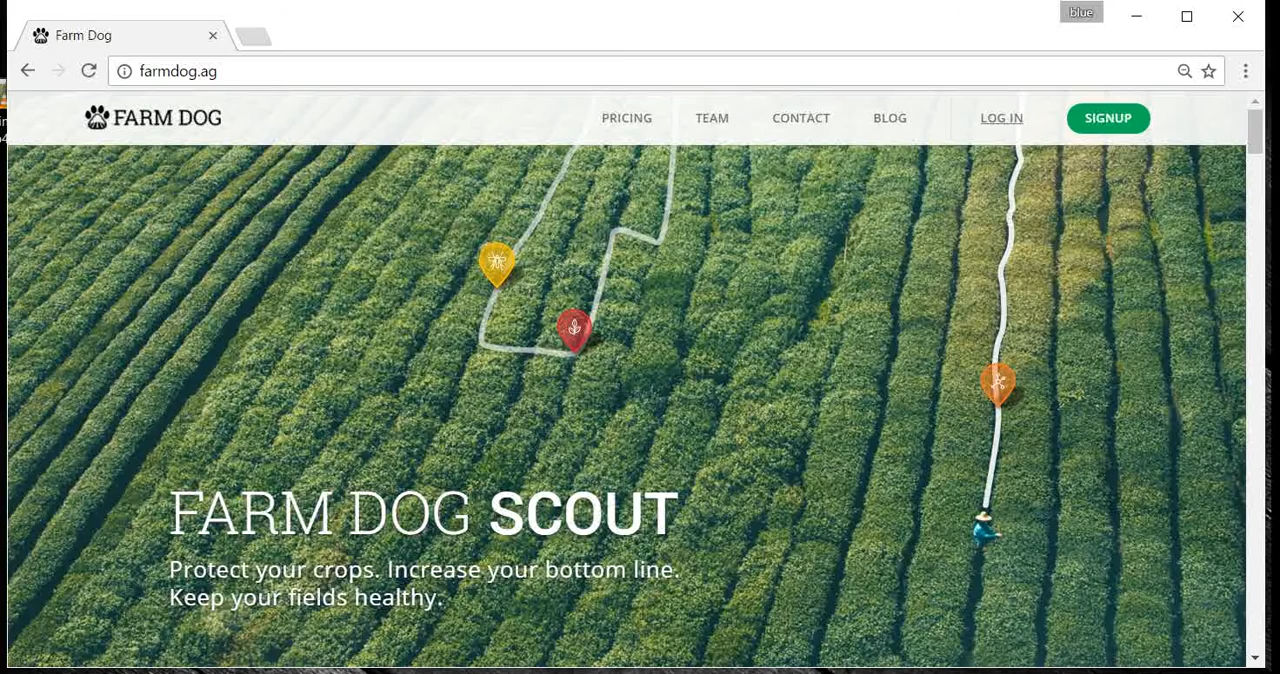 blue
Farm Dog
farmdog.ag
FARM DOG
PRICING TEAM CONTACT BLOG LOG IN SIGNUP
FARM DOG SCOUT
Protect your crops. Increase your bottom line.
Keep your fields healthy.